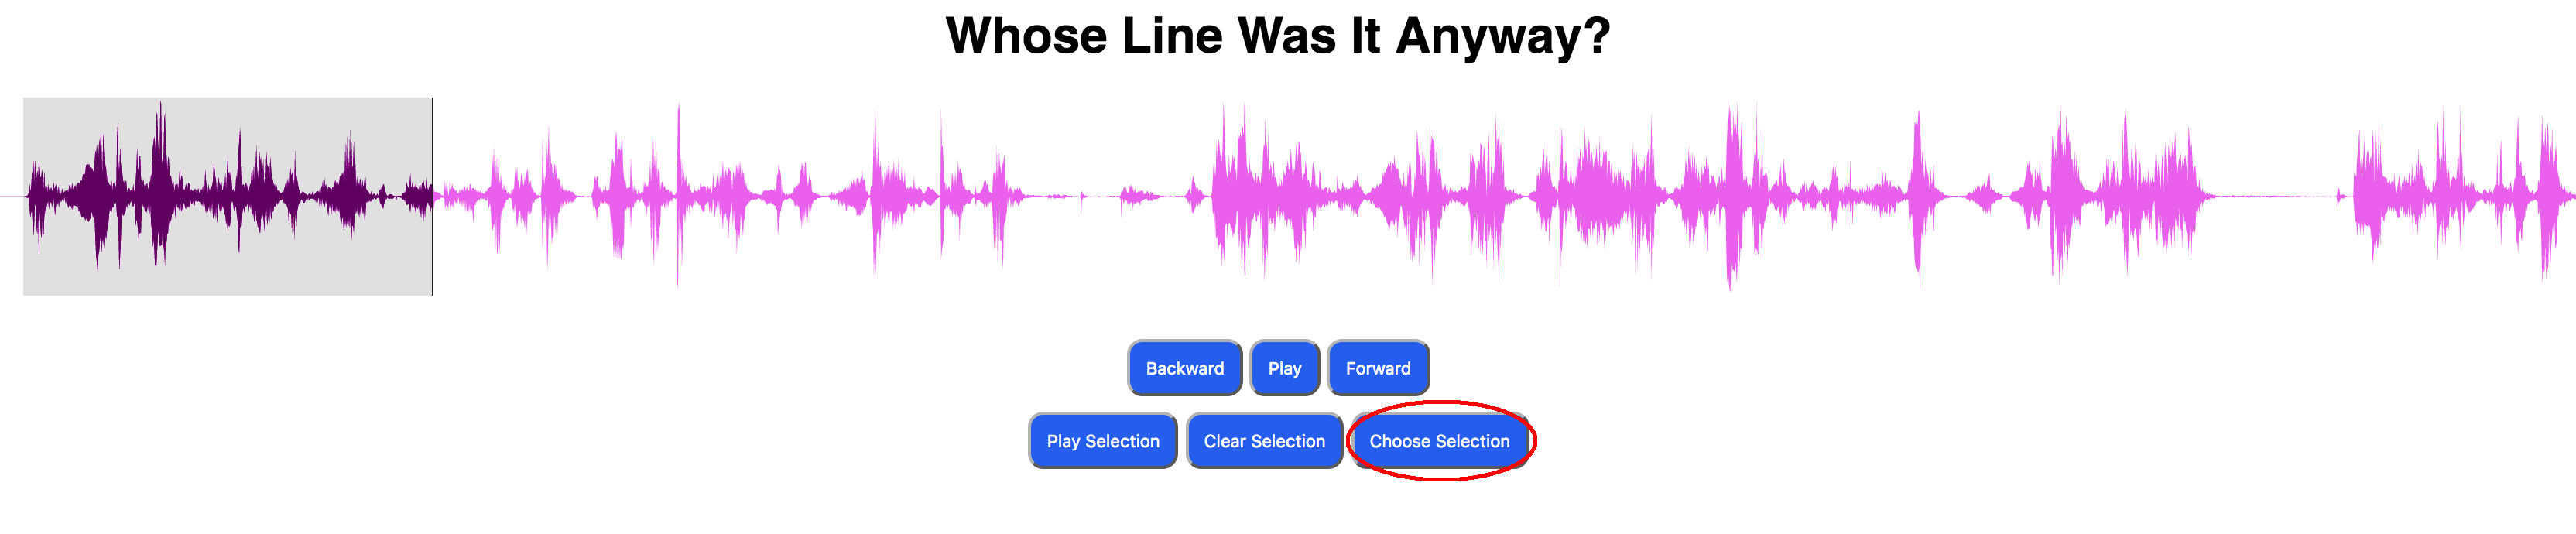 Whose Line Was It Anyway?
Backward Play Forward
Play Selection Clear Selection Choose Selection